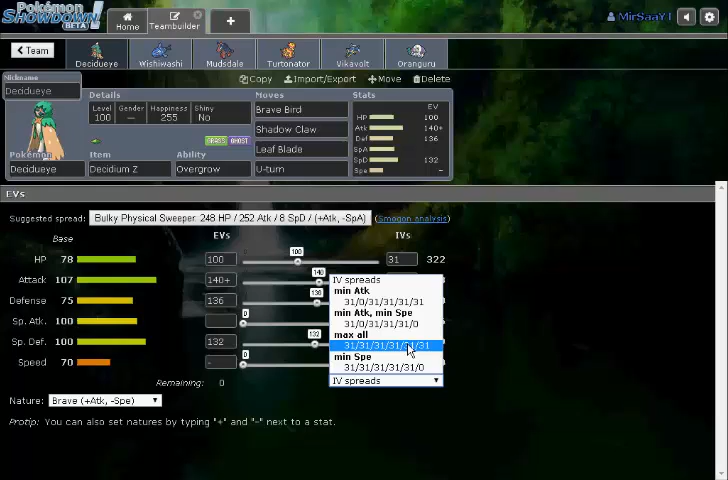 Pokémon
SHOWDOWN!
BETA!
Home
Teambuilder
+
MirSaaYI
< Team
Decidueye
Wishiwashi
Mudsdale
Turtonator
Vikavolt
Oranguru
Copy Import/Export Move Delete
Nickname
Decidueye
Details
Level Gender Happiness Shiny
100 — 255 No
Moves
Brave Bird
Shadow Claw
Leaf Blade
U-turn
Stats
EV
HP 100
Atk 140+
Def 136
SpA
SpD 132
Spe -
GRASS GHOST
Pokémon
Decidueye
Item
Decidium Z
Ability
Overgrow
EVs
Suggested spread: Bulky Physical Sweeper: 248 HP / 252 Atk / 8 SpD / (+Atk, -SpA) (Smogon analysis)
Base EVs IVs
HP 78 100 100 31 322
Attack 107 140+ 140
Defense 75 136 136
Sp. Atk. 100 0
Sp. Def. 100 132 132
Speed 70 - 0
Remaining: 0
IV spreads
min Atk
31/0/31/31/31/31
min Atk, min Spe
31/0/31/31/31/0
max all
31/31/31/31/31/31
min Spe
31/31/31/31/31/0
IV spreads
Nature: Brave (+Atk, -Spe)
Protip: You can also set natures by typing "+" and "-" next to a stat.